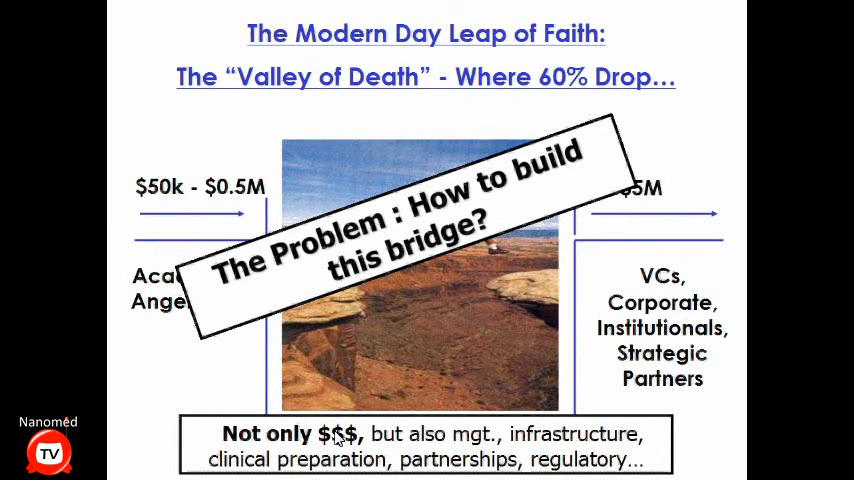 The Modern Day Leap of Faith:
The “Valley of Death” - Where 60% Drop…
$50k - $0.5M
The Problem : How to build
this bridge?
VCs,
Corporate,
Institutionals,
Strategic
Partners
Not only $$$, but also mgt., infrastructure,
clinical preparation, partnerships, regulatory…
Nanomed
TV